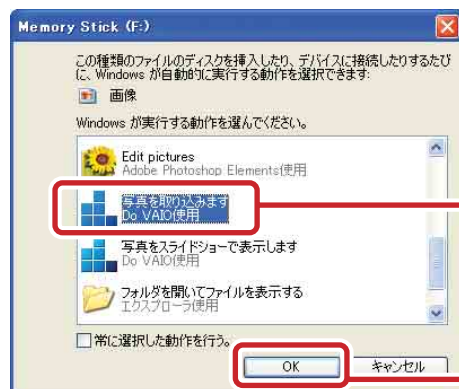 Memory Stick (F:)
この種類のファイルのディスクを挿入したり、デバイスに接続したりするたび
に、Windows が自動的に実行する動作を選択できます:
画像
Windows が実行する動作を選んでください。
Edit pictures
Adobe Photoshop Elements使用
写真を取り込みます
Do VAIO使用
写真をスライドショーで表示します
Do VAIO使用
フォルダを開いてファイルを表示する
エクスプローラ使用
常に選択した動作を行う。
OK キャンセル